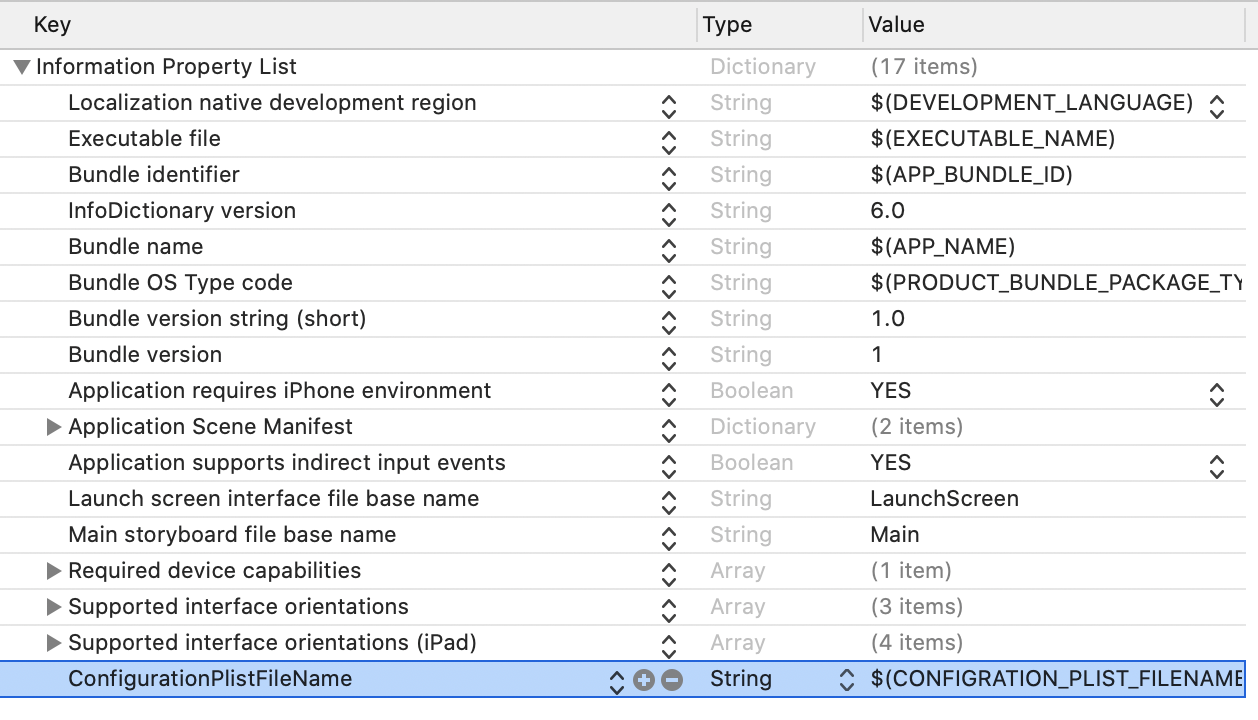 Key Type Value
Information Property List Dictionary (17 items)
Localization native development region String $(DEVELOPMENT_LANGUAGE)
Executable file String $(EXECUTABLE_NAME)
Bundle identifier String $(APP_BUNDLE_ID)
InfoDictionary version String 6.0
Bundle name String $(APP_NAME)
Bundle OS Type code String $(PRODUCT_BUNDLE_PACKAGE_TY
Bundle version string (short) String 1.0
Bundle version String 1
Application requires iPhone environment Boolean YES
Application Scene Manifest Dictionary (2 items)
Application supports indirect input events Boolean YES
Launch screen interface file base name String LaunchScreen
Main storyboard file base name String Main
Required device capabilities Array (1 item)
Supported interface orientations Array (3 items)
Supported interface orientations (iPad) Array (4 items)
ConfigurationPlistFileName String $(CONFIGRATION_PLIST_FILENAME